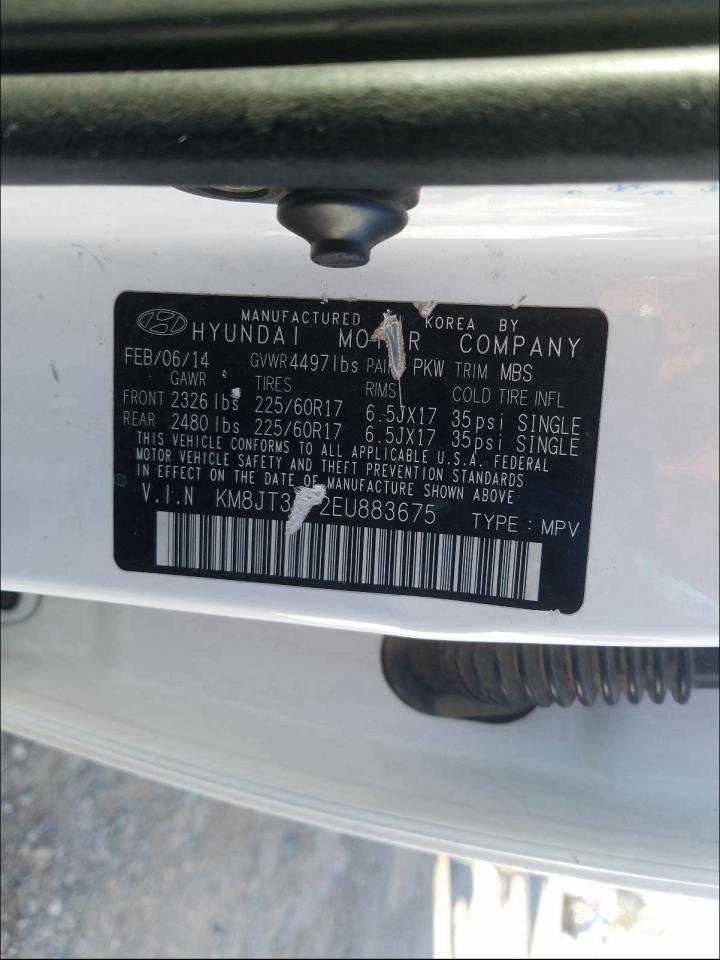 MANUFACTURED KOREA BY
HYUNDAI COMPANY
FEB/06/14 GVWR 4497lbs PKW TRIM MBS
GAWR TIRES RIMS COLD TIRE INFL
FRONT 2326 lbs 225/60R17 6.5JX17 35psi SINGLE
REAR 2480 lbs 225/60R17 6.5JX17 35psi SINGLE
THIS VEHICLE CONFORMS TO ALL APPLICABLE U.S.A. FEDERAL
MOTOR VEHICLE SAFETY AND THEFT PREVENTION STANDARDS
IN EFFECT ON THE DATE OF MANUFACTURE SHOWN ABOVE.
V.I.N TYPE : MPV